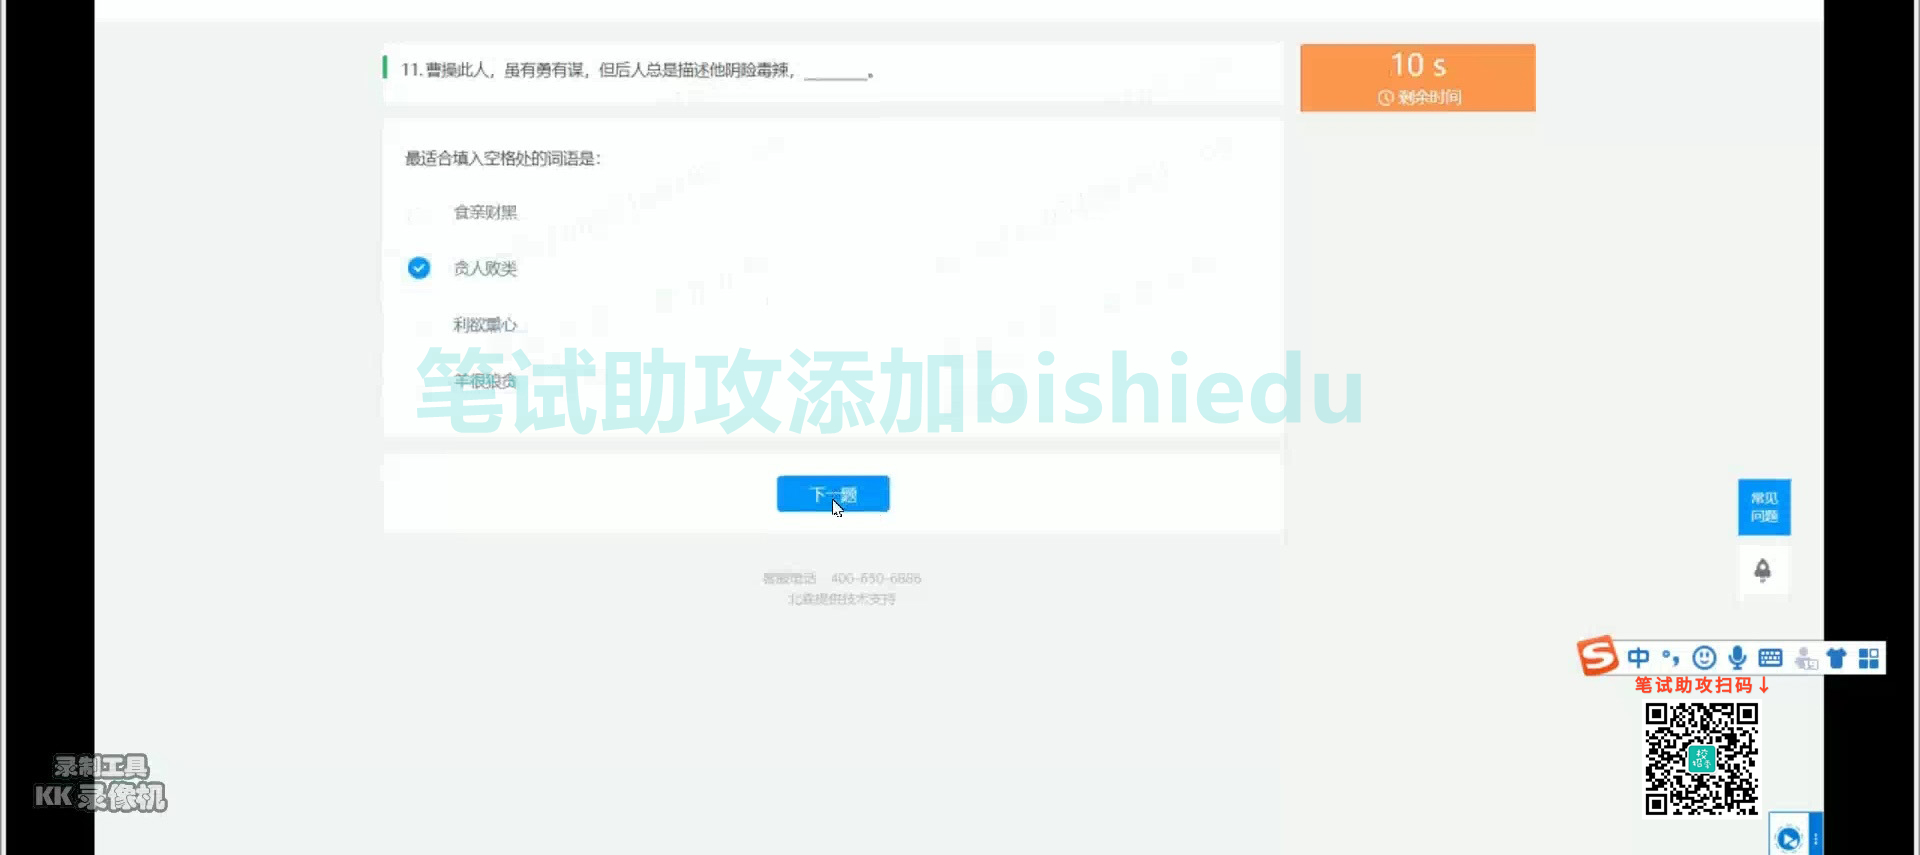 11. 曹操此人，虽有勇有谋，但后人总是描述他阴险毒辣，________。
10 s
剩余时间
最适合填入空格处的词语是：
食亲财黑
贪人败类
利欲熏心
羊很狼贪
笔试助攻添加bishiedu
下一题
常见
问题
客服电话 400-650-6886
北森提供技术支持
中
笔试助攻扫码↓
录制工具
KK 录像机